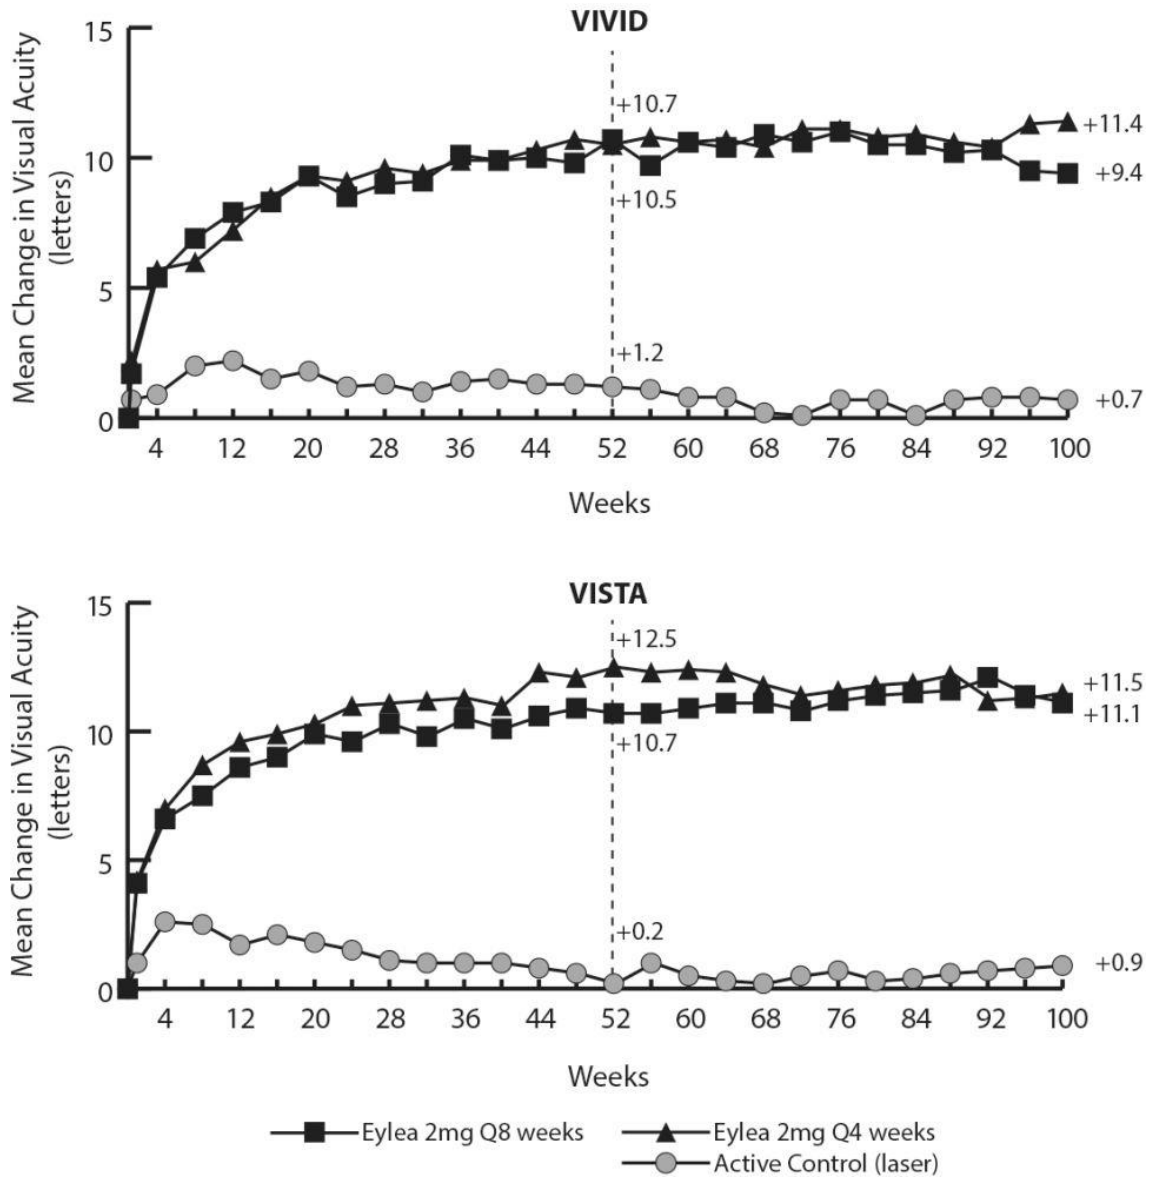 VIVID
Mean Change in Visual Acuity
(letters)
15
10
5
0
+10.7
+10.5
+1.2
+11.4
+9.4
+0.7
4 12 20 28 36 44 52 60 68 76 84 92 100
Weeks
VISTA
Mean Change in Visual Acuity
(letters)
15
10
5
0
+12.5
+10.7
+0.2
+11.5
+11.1
+0.9
4 12 20 28 36 44 52 60 68 76 84 92 100
Weeks
Eylea 2mg Q8 weeks
Eylea 2mg Q4 weeks
Active Control (laser)